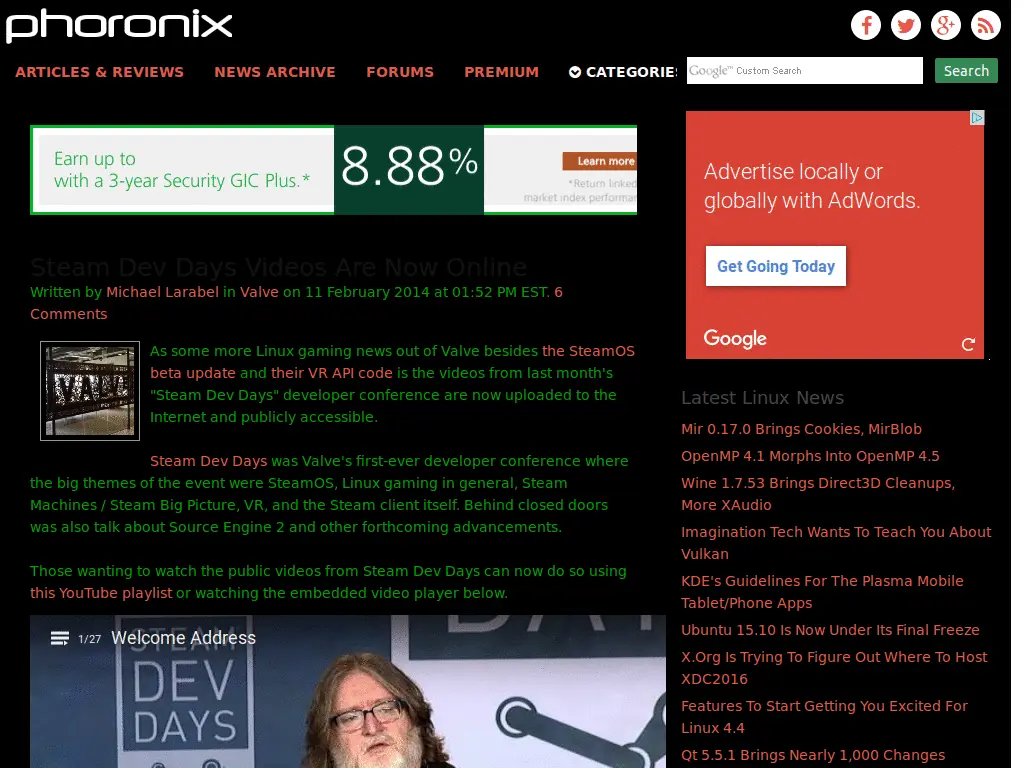 phoronix
ARTICLES & REVIEWS NEWS ARCHIVE FORUMS PREMIUM CATEGORIES
Google™ Custom Search
Search
Earn up to
with a 3-year Security GIC Plus.*
8.88%
Learn more
*Return linked
market index performan
Advertise locally or
globally with AdWords.
Get Going Today
Google
Steam Dev Days Videos Are Now Online
Written by Michael Larabel in Valve on 11 February 2014 at 01:52 PM EST. 6
Comments
As some more Linux gaming news out of Valve besides the SteamOS
beta update and their VR API code is the videos from last month's
"Steam Dev Days" developer conference are now uploaded to the
Internet and publicly accessible.
Steam Dev Days was Valve's first-ever developer conference where
the big themes of the event were SteamOS, Linux gaming in general, Steam
Machines / Steam Big Picture, VR, and the Steam client itself. Behind closed doors
was also talk about Source Engine 2 and other forthcoming advancements.
Those wanting to watch the public videos from Steam Dev Days can now do so using
this YouTube playlist or watching the embedded video player below.
1/27 Welcome Address
STEAM
DEV
DAYS
DAYS
Latest Linux News
Mir 0.17.0 Brings Cookies, MirBlob
OpenMP 4.1 Morphs Into OpenMP 4.5
Wine 1.7.53 Brings Direct3D Cleanups,
More XAudio
Imagination Tech Wants To Teach You About
Vulkan
KDE's Guidelines For The Plasma Mobile
Tablet/Phone Apps
Ubuntu 15.10 Is Now Under Its Final Freeze
X.Org Is Trying To Figure Out Where To Host
XDC2016
Features To Start Getting You Excited For
Linux 4.4
Qt 5.5.1 Brings Nearly 1,000 Changes